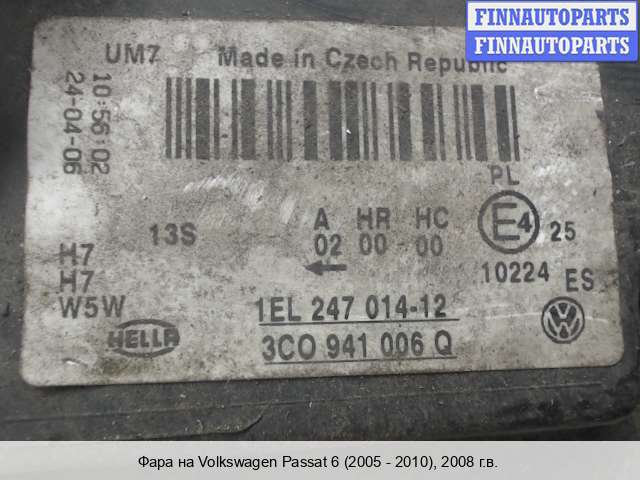 FINNAUTOPARTS
FINNAUTOPARTS
UM7 Made in Czech Republic
10:56:02
24-04-06
PL
13S
A HR HC
02 00 00
E4 25
10224 ES
H7
H7
W5W
HELLA
1EL 247 014-12
3C0 941 006 Q
VW
Фара на Volkswagen Passat 6 (2005 - 2010), 2008 г.в.